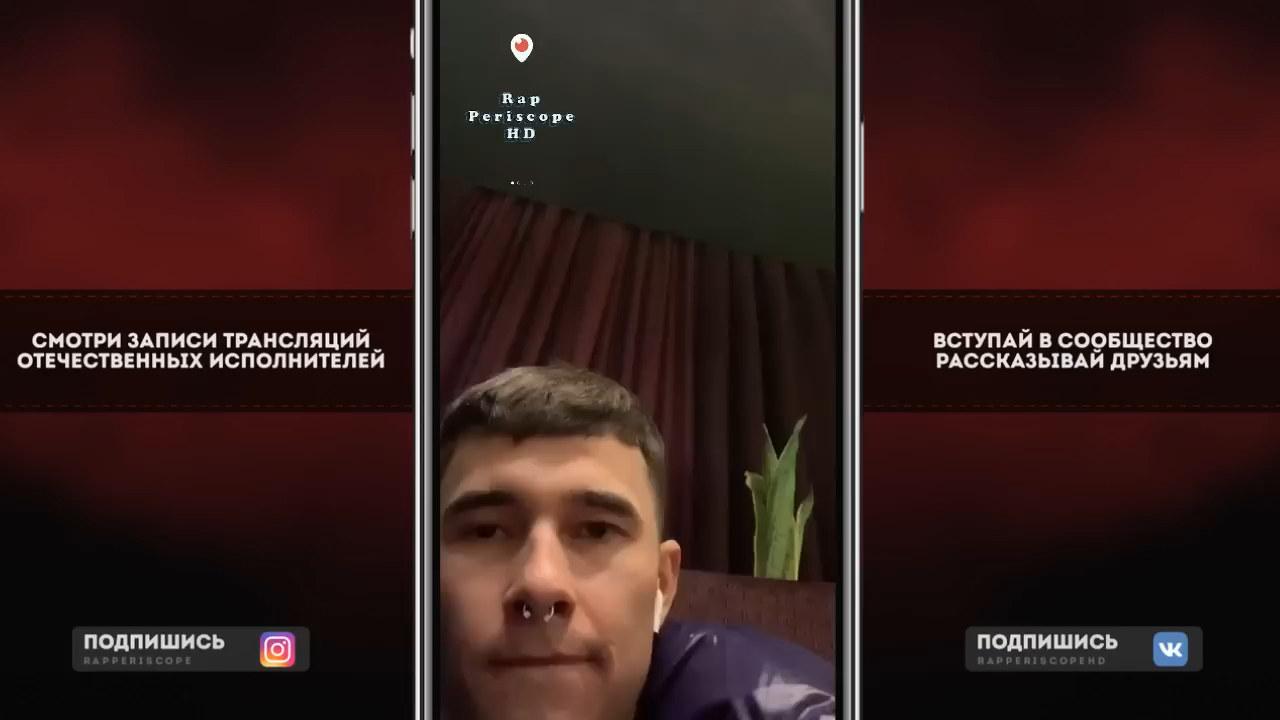 Rap
Periscope
HD
СМОТРИ ЗАПИСИ ТРАНСЛЯЦИЙ
ОТЕЧЕСТВЕННЫХ ИСПОЛНИТЕЛЕЙ
ВСТУПАЙ В СООБЩЕСТВО
РАССКАЗЫВАЙ ДРУЗЬЯМ
ПОДПИШИСЬ
RAPPERISCOPE
ПОДПИШИСЬ
RAPPERISCOPEHD